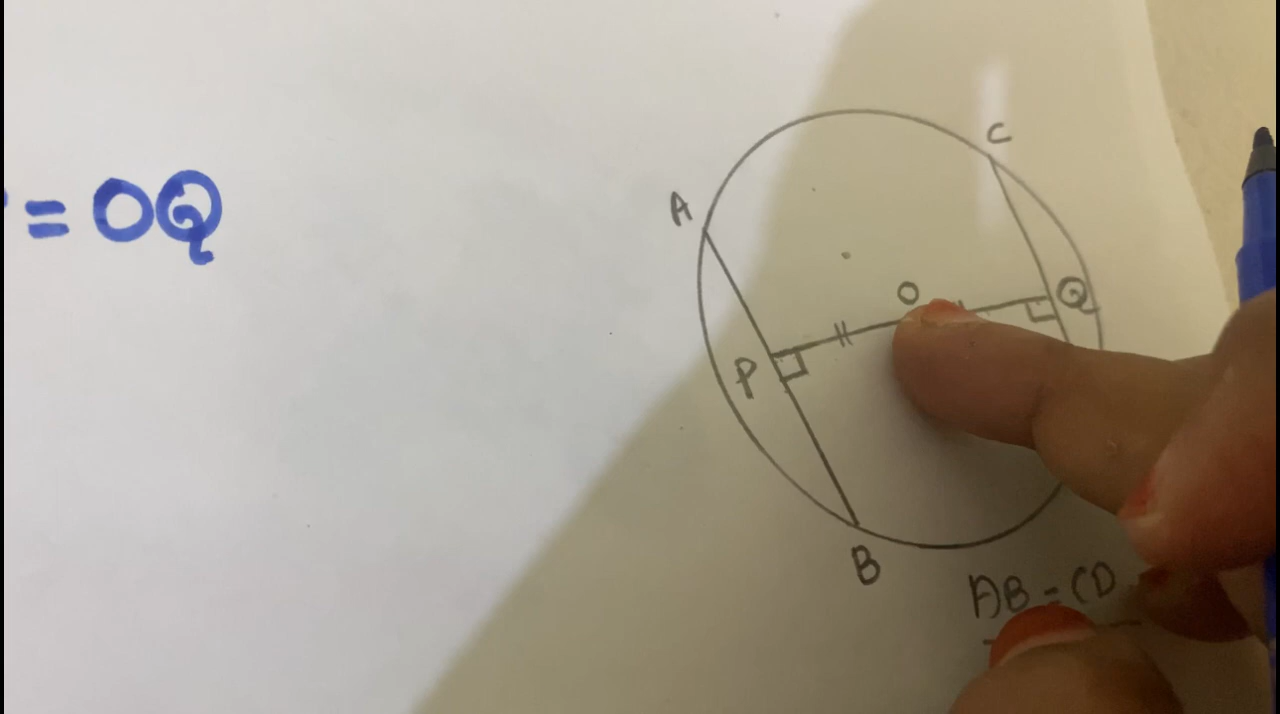 = OQ
C
A
O
Q
P
B
AB = CD